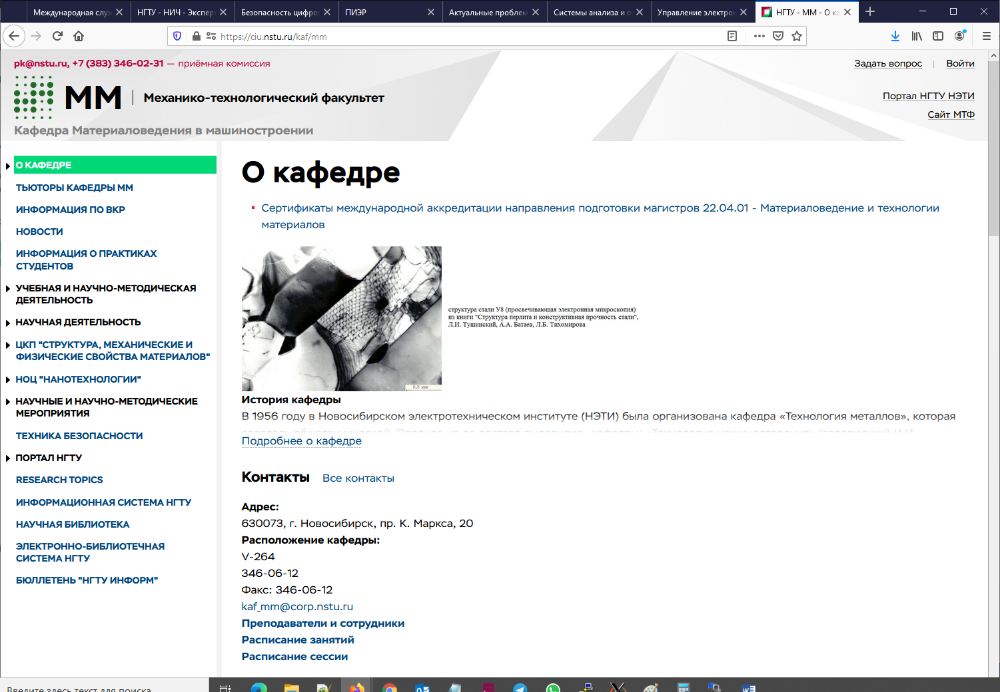 Международная слу
НГТУ - НИЧ - Экспер
Безопасность цифро
ПИЭР
Актуальные проблем
Системы анализа и о
Управление электрон
НГТУ - ММ - О ка
https://ciu.nstu.ru/kaf/mm
pk@nstu.ru, +7 (383) 346-02-31 — приёмная комиссия
Задать вопрос | Войти
ММ | Механико-технологический факультет
Портал НГТУ НЭТИ
Сайт МТФ
Кафедра Материаловедения в машиностроении
О КАФЕДРЕ
ТЬЮТОРЫ КАФЕДРЫ ММ
ИНФОРМАЦИЯ ПО ВКР
НОВОСТИ
ИНФОРМАЦИЯ О ПРАКТИКАХ
СТУДЕНТОВ
УЧЕБНАЯ И НАУЧНО-МЕТОДИЧЕСКАЯ
ДЕЯТЕЛЬНОСТЬ
НАУЧНАЯ ДЕЯТЕЛЬНОСТЬ
ЦКП "СТРУКТУРА, МЕХАНИЧЕСКИЕ И
ФИЗИЧЕСКИЕ СВОЙСТВА МАТЕРИАЛОВ"
НОЦ "НАНОТЕХНОЛОГИИ"
НАУЧНЫЕ И НАУЧНО-МЕТОДИЧЕСКИЕ
МЕРОПРИЯТИЯ
ТЕХНИКА БЕЗОПАСНОСТИ
ПОРТАЛ НГТУ
RESEARCH TOPICS
ИНФОРМАЦИОННАЯ СИСТЕМА НГТУ
НАУЧНАЯ БИБЛИОТЕКА
ЭЛЕКТРОННО-БИБЛИОТЕЧНАЯ
СИСТЕМА НГТУ
БЮЛЛЕТЕНЬ "НГТУ ИНФОРМ"
О кафедре
Сертификаты международной аккредитации направления подготовки магистров 22.04.01 - Материаловедение и технологии
материалов
0,5 мкм
структура стали У8 (просвечивающая электронная микроскопия)
из книги "Структура перлита и конструктивная прочность стали",
Л.И. Тушинский, А.А. Батаев, Л.Б. Тихомирова
История кафедры
В 1956 году в Новосибирском электротехническом институте (НЭТИ) была организована кафедра «Технология металлов», которая
Подробнее о кафедре
Контакты Все контакты
Адрес:
630073, г. Новосибирск, пр. К. Маркса, 20
Расположение кафедры:
V-264
346-06-12
Факс: 346-06-12
kaf_mm@corp.nstu.ru
Преподаватели и сотрудники
Расписание занятий
Расписание сессии
Введите здесь текст для поиска